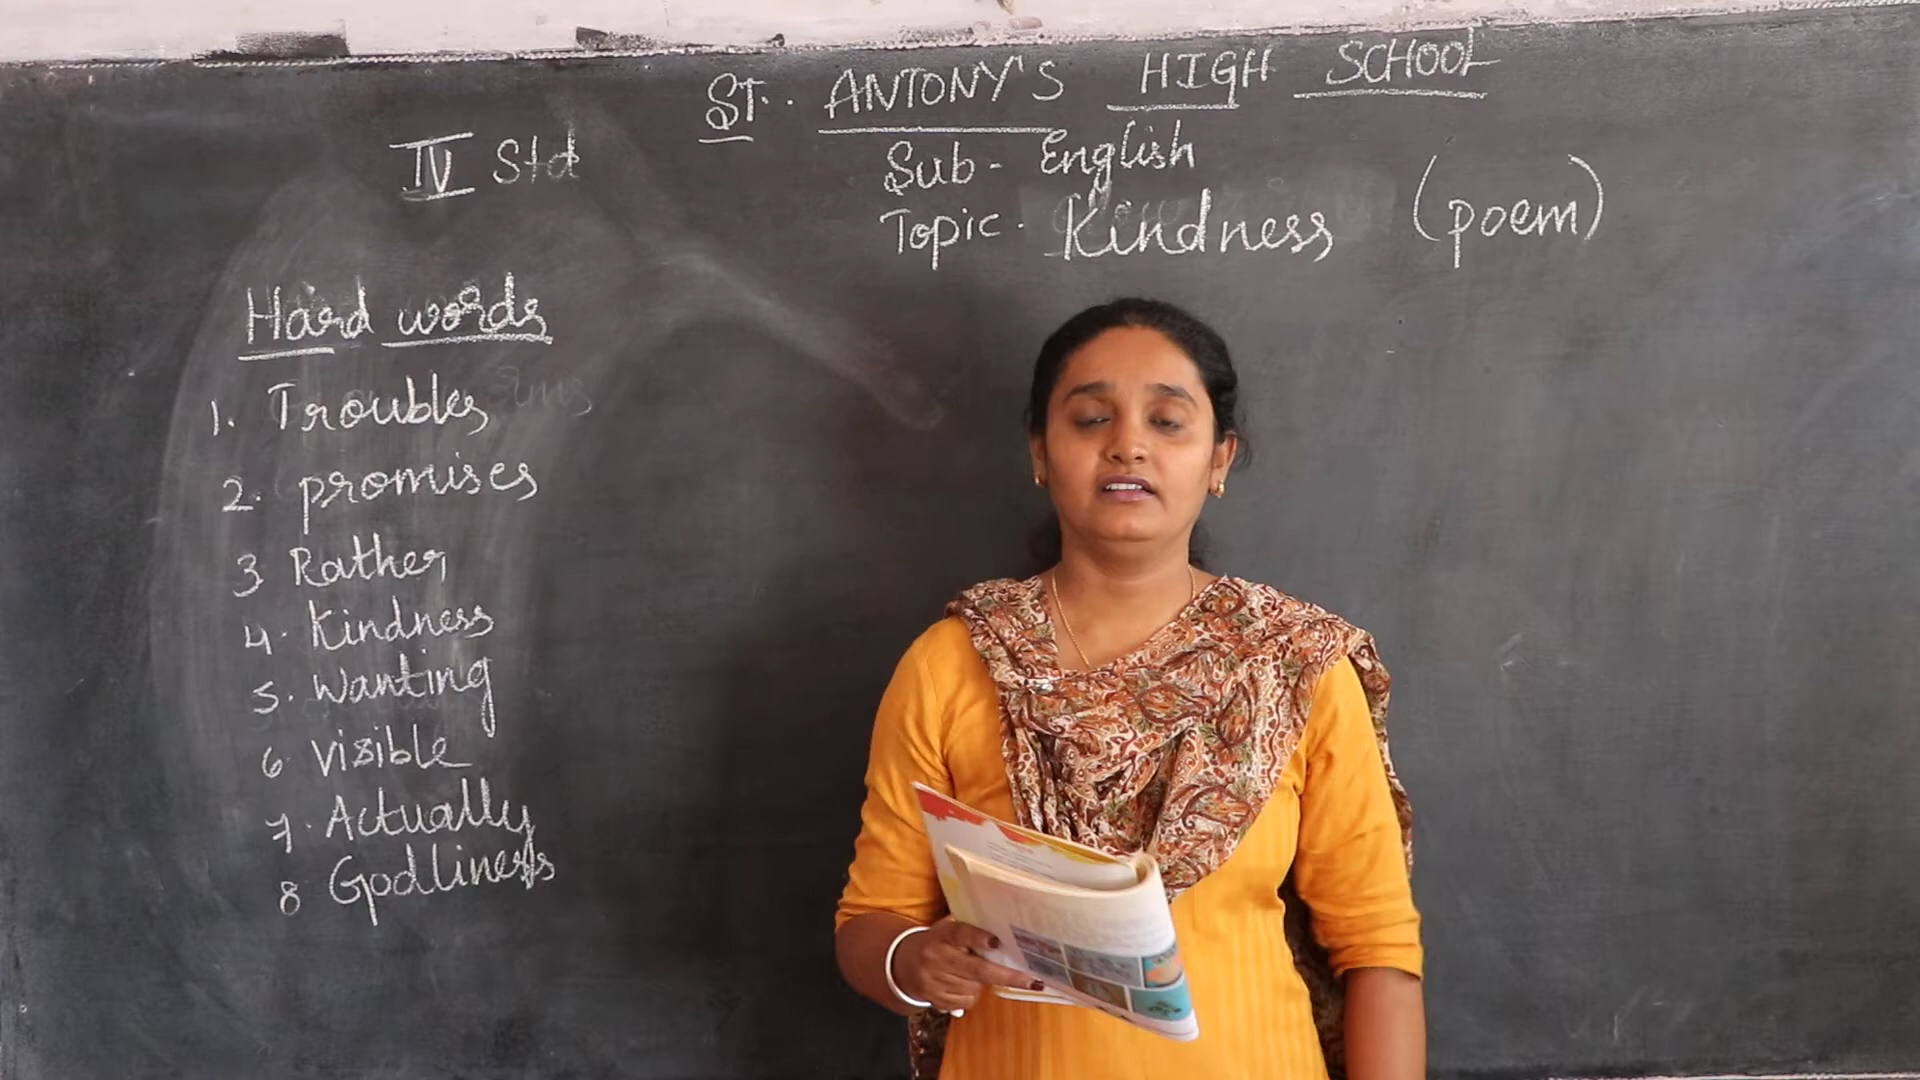 ST. ANTONY'S HIGH SCHOOL
IV Std
Sub - English
Topic - Kindness (poem)
Hard words
1. Troubles
2. promises
3 Rather
4. Kindness
5. Wanting
6 Visible
7. Actually
8 Godliness